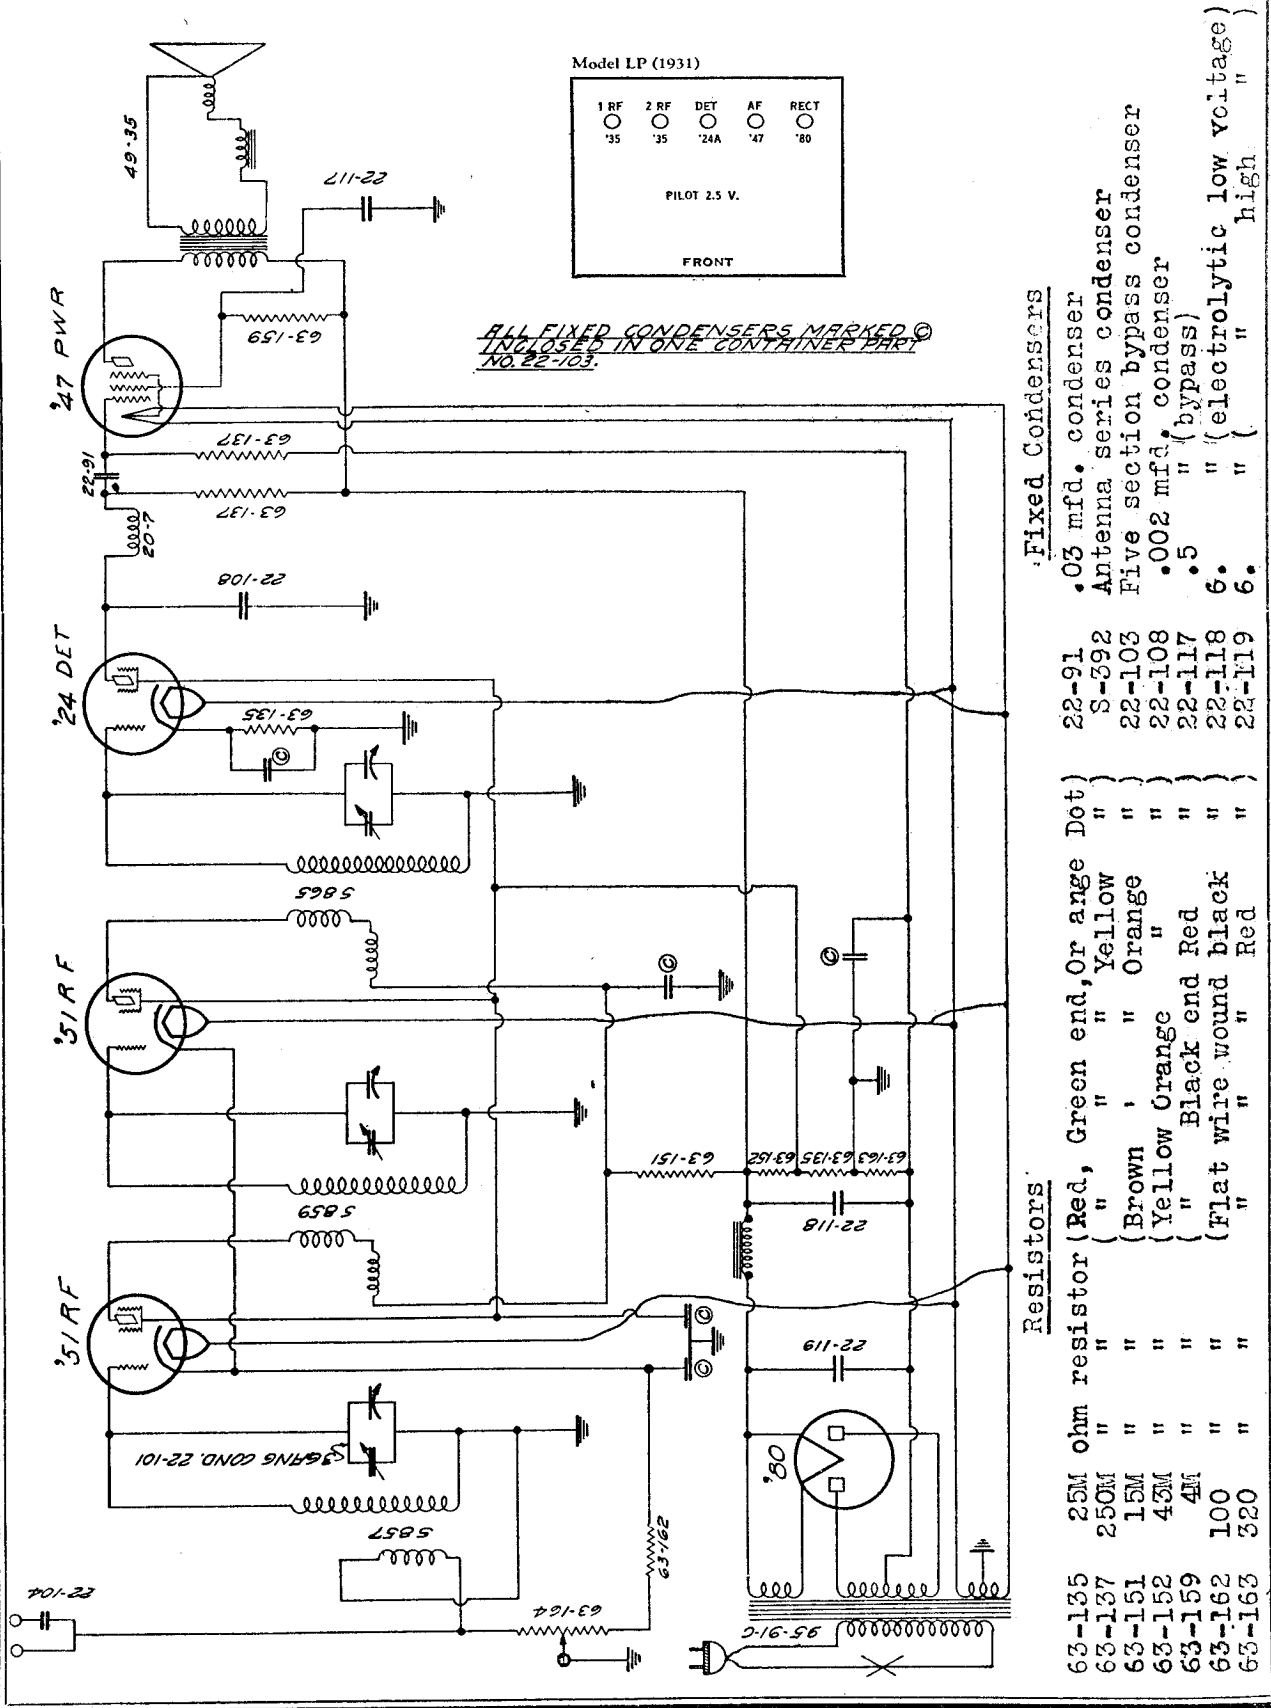 Model LP (1931)
1 RF 2 RF DET AF RECT
'35 '35 '24A '47 '80
PILOT 2.5 V.
FRONT
ALL FIXED CONDENSERS MARKED ©
INCLOSED IN ONE CONTAINER PART
NO. 22-103.
'51 RF
'51 RF
'24 DET
'47 PWR
49-35
22-117
63-159
63-137
63-137
22-91
20-7
22-108
63-135
©
5865
©
©
5859
63-151
63-152
63-135
63-163
22-118
22-119
©
©
3 GANG COND. 22-101
5857
22-104
63-164
63-162
'80
95-91-C
Resistors
63-135 25M ohm resistor (Red, Green end, Or ange Dot)
63-137 250M " " ( " " " Yellow " )
63-151 15M " " (Brown ' " Orange " )
63-152 43M " " (Yellow Orange " " )
63-159 4M " " ( " Black end Red " )
63-162 100 " " (Flat wire wound black " )
63-163 320 " " " " " Red " )
Fixed Condensers
22-91 .03 mfd. condenser
S-392 Antenna series condenser
22-103 Five section bypass condenser
22-108 .002 mfd. condenser
22-117 .5 " (bypass)
22-118 6. " (electrolytic low voltage)
22-119 6. " ( " high " )